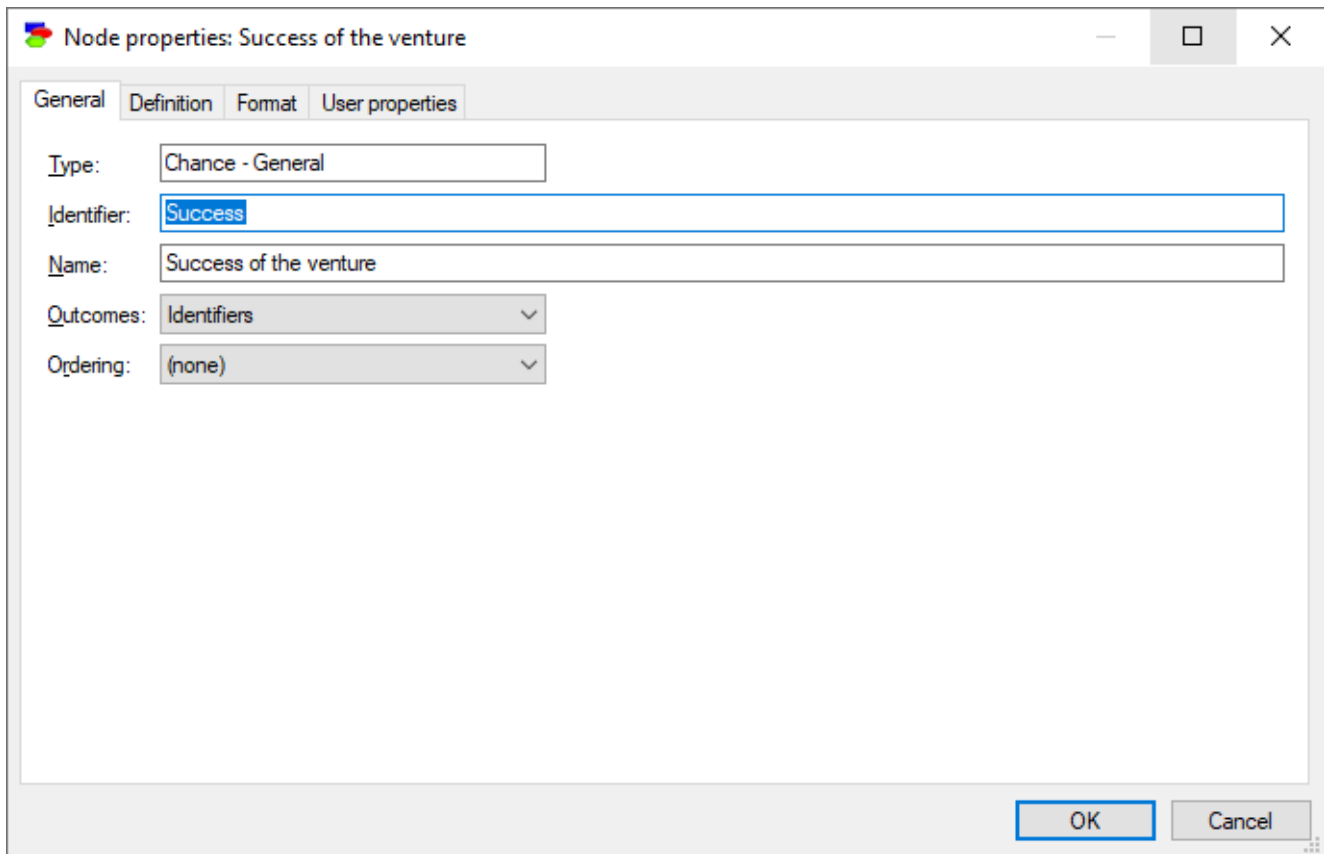 Node properties: Success of the venture
General Definition Format User properties
Type: Chance - General
Identifier: Success
Name: Success of the venture
Outcomes: Identifiers
Ordering: (none)
OK Cancel